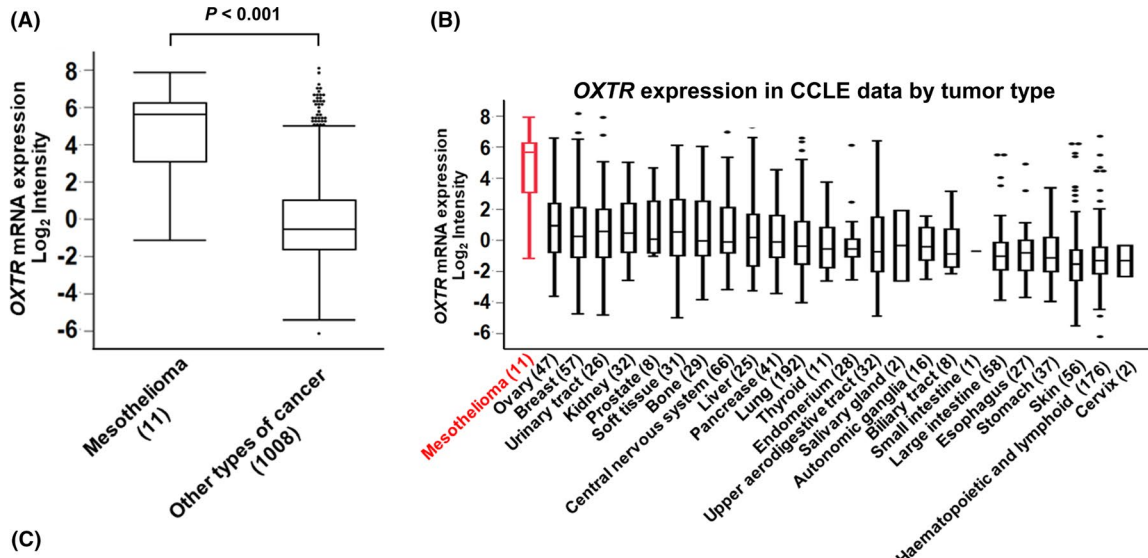 (A)
P < 0.001
OXTR mRNA expression
Log₂ Intensity
8
6
4
2
0
-2
-4
-6
Mesothelioma
(11)
Other types of cancer
(1008)
(B)
OXTR expression in CCLE data by tumor type
OXTR mRNA expression
Log₂ Intensity
8
6
4
2
0
-2
-4
-6
Mesothelioma (11)
Ovary (47)
Breast (57)
Urinary tract (26)
Kidney (32)
Prostate (8)
Soft tissue (31)
Bone (29)
Central nervous system (66)
Liver (25)
Pancrease (41)
Lung (192)
Thyroid (11)
Endomerium (28)
Upper aerodigestive tract (32)
Salivary gland (2)
Autonomic ganglia (16)
Biliary tract (8)
Small intestine (1)
Large intestine (58)
Esophagus (27)
Stomach (37)
Skin (56)
Haematopoietic and lymphoid (176)
Cervix (2)
(C)